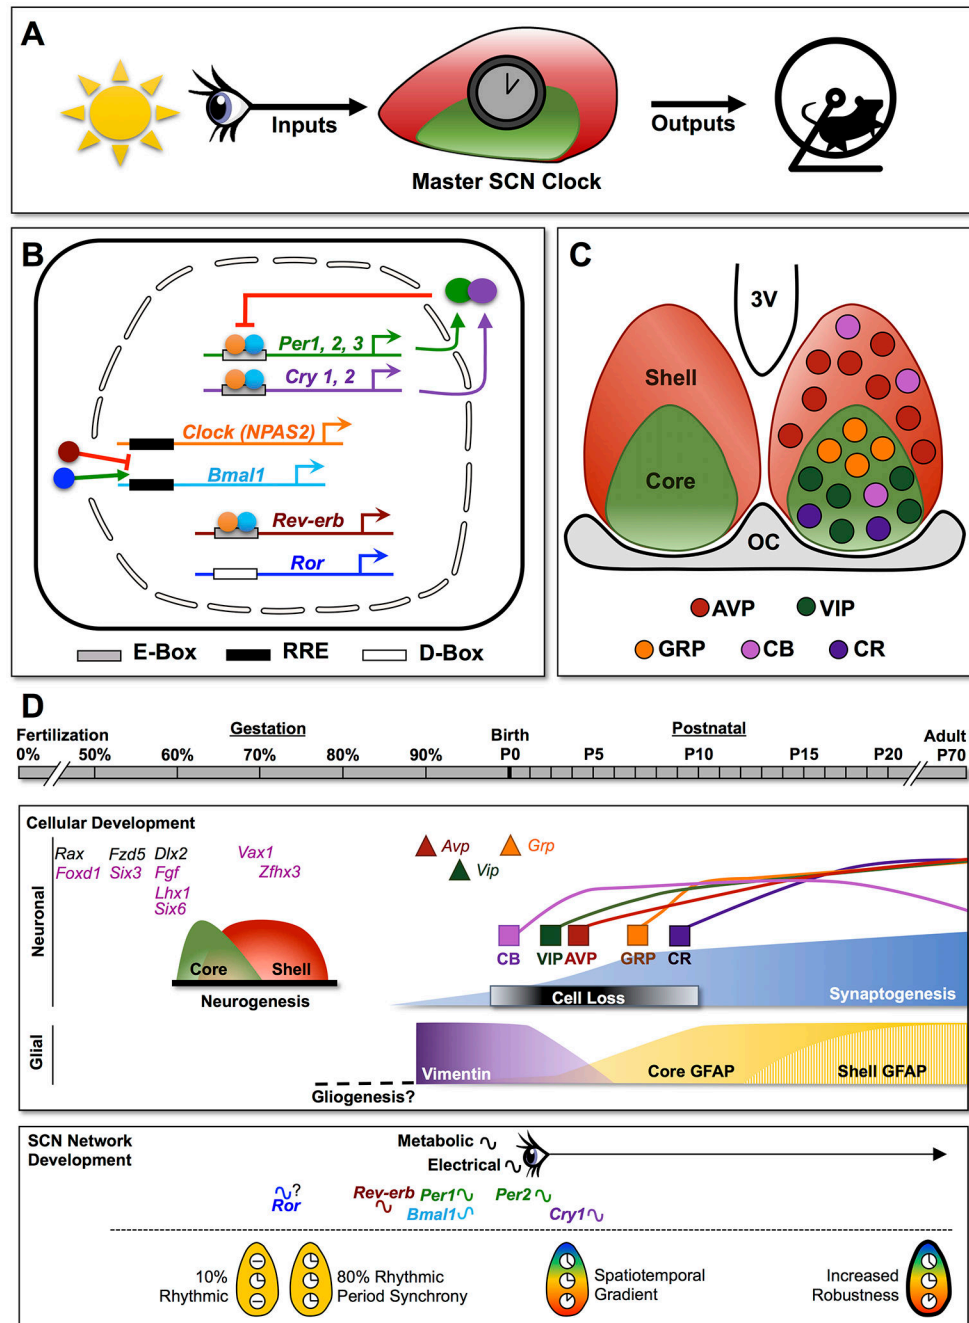 A
Inputs
Outputs
Master SCN Clock
B
Per1, 2, 3
Cry 1, 2
Clock (NPAS2)
Bmal1
Rev-erb
Ror
E-Box RRE D-Box
C
3V
Shell
Core
OC
AVP VIP
GRP CB CR
D
Fertilization Gestation Birth Postnatal Adult
0% 50% 60% 70% 80% 90% P0 P5 P10 P15 P20 P70
Cellular Development
Neuronal
Rax Fzd5 Dlx2 Vax1 Avp Grp
Foxd1 Six3 Fgf Zfhx3 Vip
Lhx1
Six6
Core Shell
Neurogenesis
CB VIP AVP GRP CR
Cell Loss Synaptogenesis
Glial
Vimentin Core GFAP Shell GFAP
Gliogenesis?
SCN Network
Development
Metabolic
Electrical
?
Ror
Rev-erb Per1 Per2
Bmal1 Cry1
10%
Rhythmic
80% Rhythmic
Period Synchrony
Spatiotemporal
Gradient
Increased
Robustness